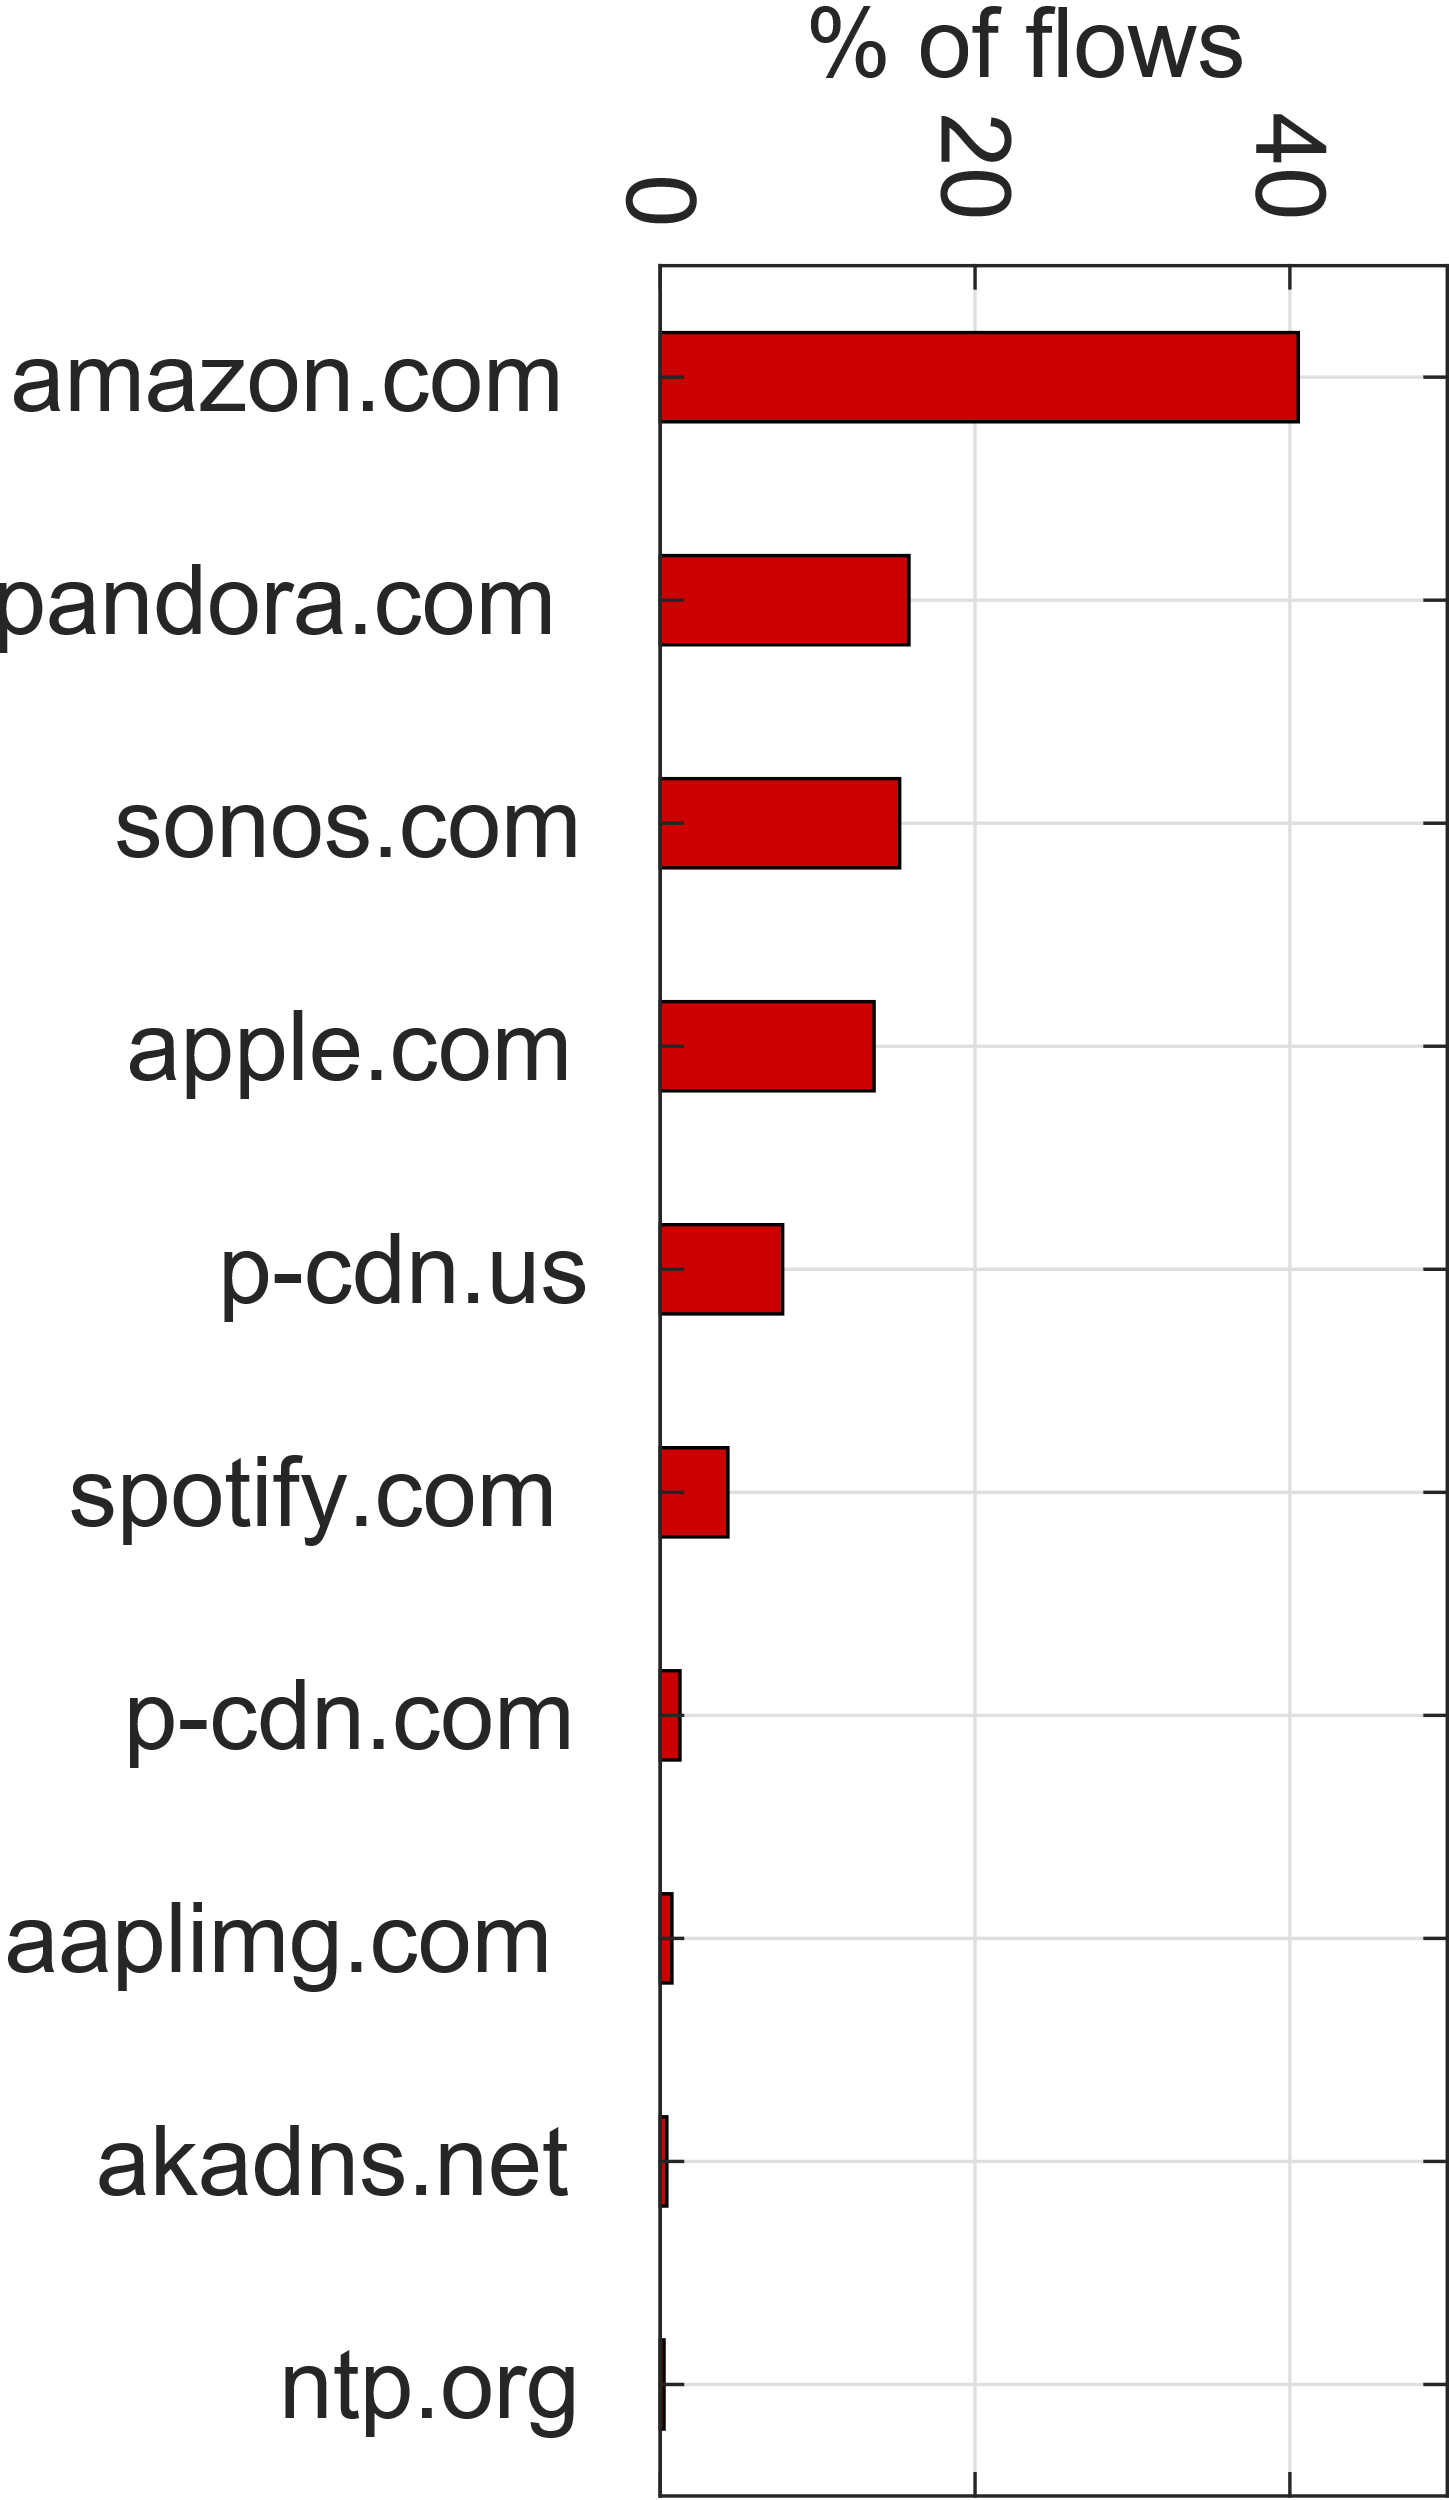 % of flows
0
20
40
amazon.com
pandora.com
sonos.com
apple.com
p-cdn.us
spotify.com
p-cdn.com
aaplimg.com
akadns.net
ntp.org